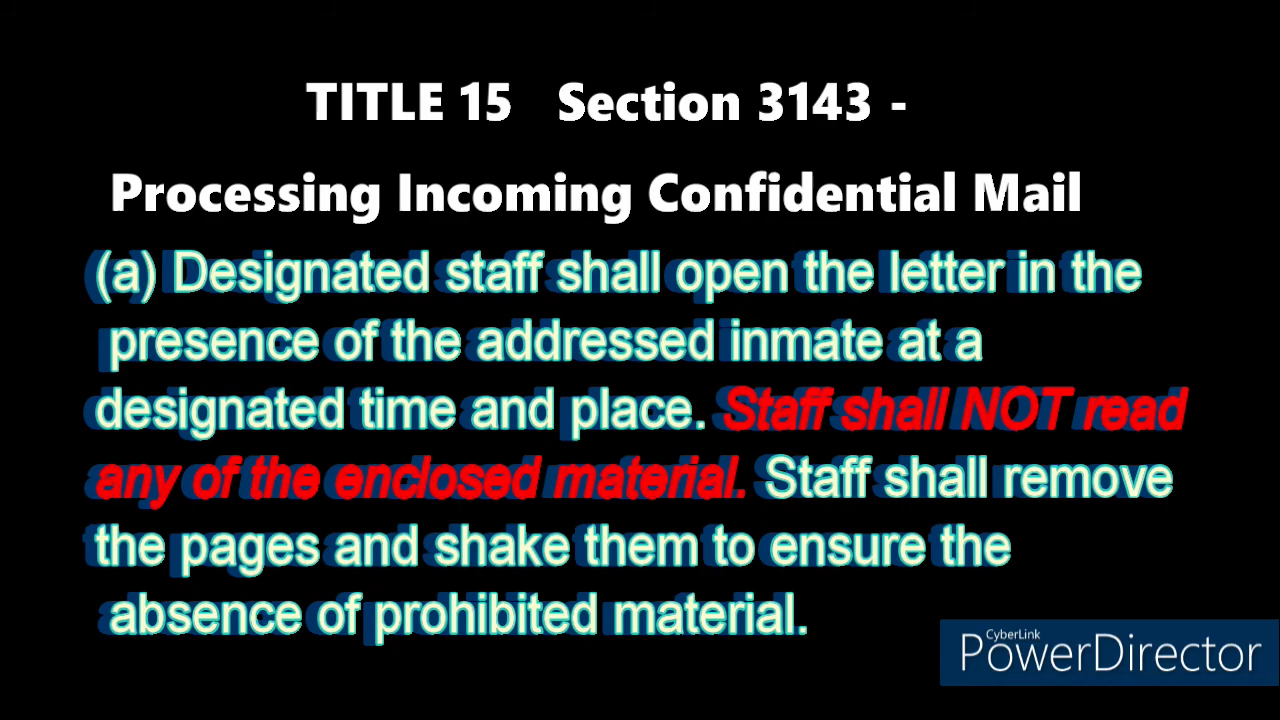 TITLE 15 Section 3143 -
Processing Incoming Confidential Mail
(a) Designated staff shall open the letter in the
presence of the addressed inmate at a
designated time and place. Staff shall NOT read
any of the enclosed material. Staff shall remove
the pages and shake them to ensure the
absence of prohibited material.
CyberLink
PowerDirector